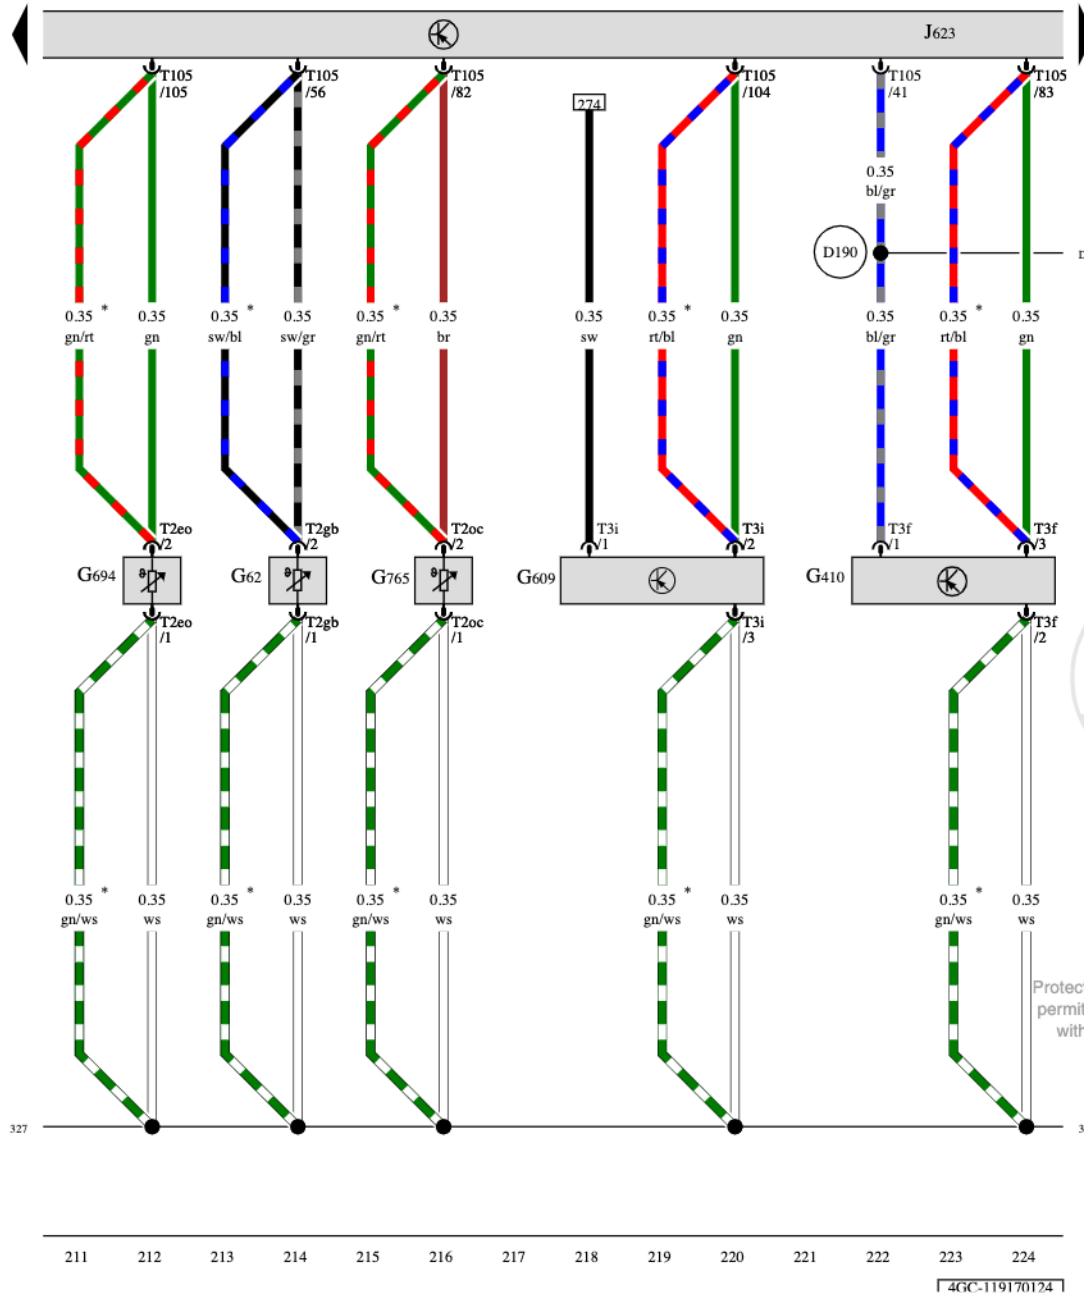 J623
T105 T105 T105 T105 T105 T105
/105 /56 /82 /104 /41 /83
274
0.35
bl/gr
D190
0.35 * 0.35 0.35 * 0.35 0.35 * 0.35 0.35 0.35 * 0.35 0.35 0.35 * 0.35
gn/rt gn sw/bl sw/gr gn/rt br sw rt/bl gn bl/gr rt/bl gn
T2eo T2gb T2oc T3i T3i T3f T3f
/2 /2 /2 /1 /2 /1 /3
G694 G62 G765 G609 G410
T2eo T2gb T2oc T3i T3f
/1 /1 /1 /3 /2
0.35 * 0.35 0.35 * 0.35 0.35 * 0.35 0.35 * 0.35 0.35 * 0.35
gn/ws ws gn/ws ws gn/ws ws gn/ws ws gn/ws ws
Protec
permit
with
327 3
211 212 213 214 215 216 217 218 219 220 221 222 223 224
4GC-119170124